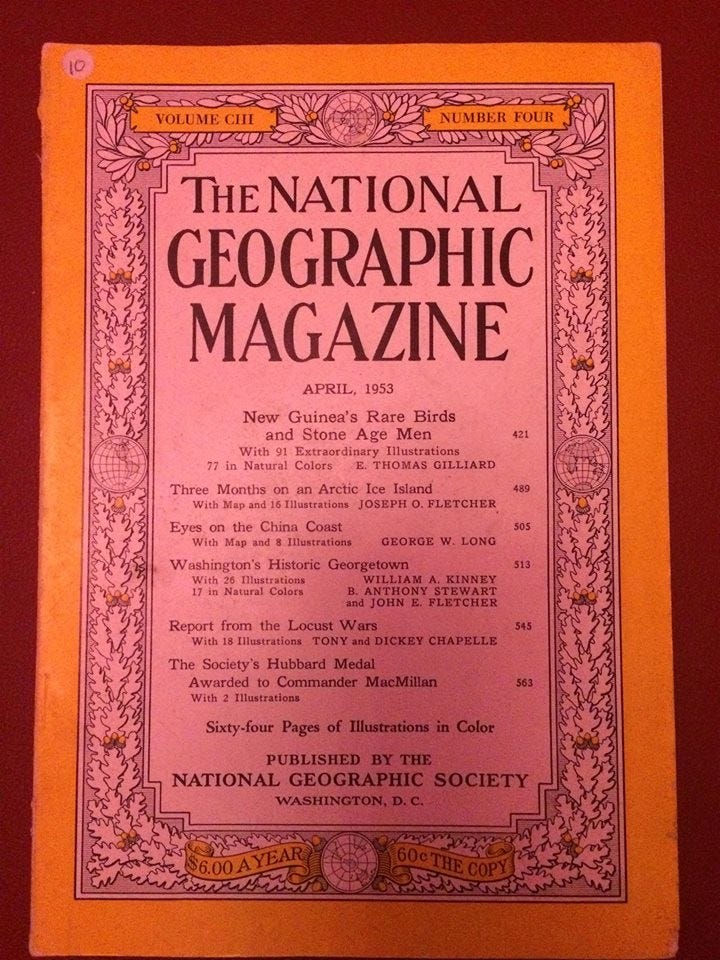 10
VOLUME CIII NUMBER FOUR
THE NATIONAL
GEOGRAPHIC
MAGAZINE
APRIL, 1953
New Guinea's Rare Birds
and Stone Age Men 421
With 91 Extraordinary Illustrations
77 in Natural Colors E. THOMAS GILLIARD
Three Months on an Arctic Ice Island 489
With Map and 16 Illustrations JOSEPH O. FLETCHER
Eyes on the China Coast 505
With Map and 8 Illustrations GEORGE W. LONG
Washington's Historic Georgetown 513
With 26 Illustrations WILLIAM A. KINNEY
17 in Natural Colors B. ANTHONY STEWART
and JOHN E. FLETCHER
Report from the Locust Wars 545
With 18 Illustrations TONY and DICKEY CHAPELLE
The Society's Hubbard Medal
Awarded to Commander MacMillan 563
With 2 Illustrations
Sixty-four Pages of Illustrations in Color
PUBLISHED BY THE
NATIONAL GEOGRAPHIC SOCIETY
WASHINGTON, D. C.
$6.00 A YEAR 60c THE COPY